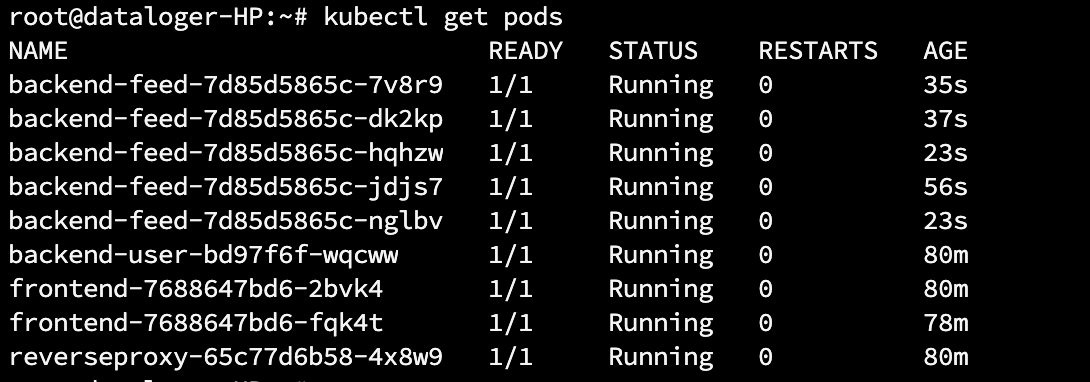 root@dataloger-HP:~# kubectl get pods
NAME READY STATUS RESTARTS AGE
backend-feed-7d85d5865c-7v8r9 1/1 Running 0 35s
backend-feed-7d85d5865c-dk2kp 1/1 Running 0 37s
backend-feed-7d85d5865c-hqhzw 1/1 Running 0 23s
backend-feed-7d85d5865c-jdjs7 1/1 Running 0 56s
backend-feed-7d85d5865c-nglbv 1/1 Running 0 23s
backend-user-bd97f6f-wqcww 1/1 Running 0 80m
frontend-7688647bd6-2bvk4 1/1 Running 0 80m
frontend-7688647bd6-fqk4t 1/1 Running 0 78m
reverseproxy-65c77d6b58-4x8w9 1/1 Running 0 80m